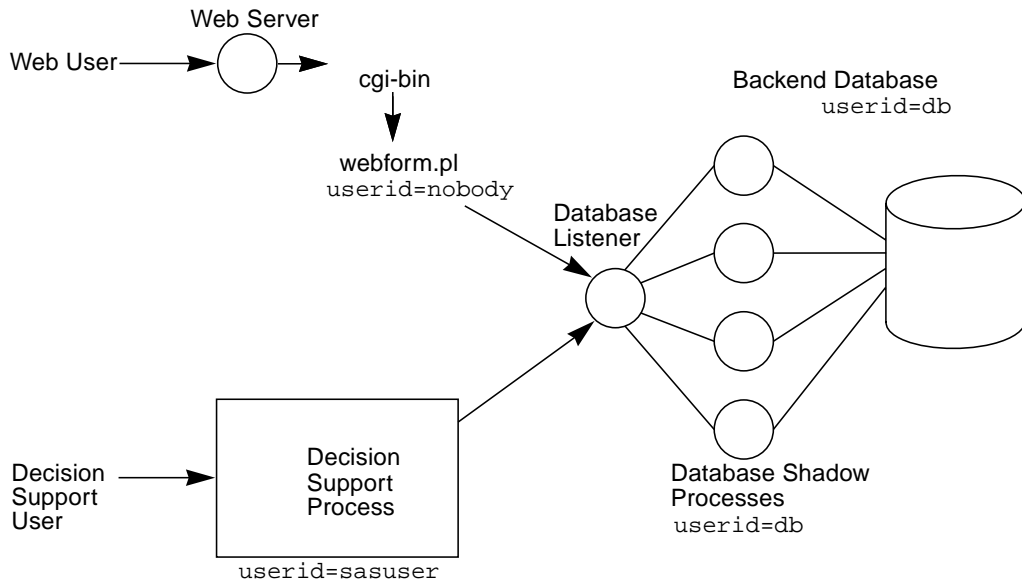 Web Server
Web User
cgi-bin
webform.pl
userid=nobody
Backend Database
userid=db
Database
Listener
Decision
Support
User
Decision
Support
Process
userid=sasuser
Database Shadow
Processes
userid=db